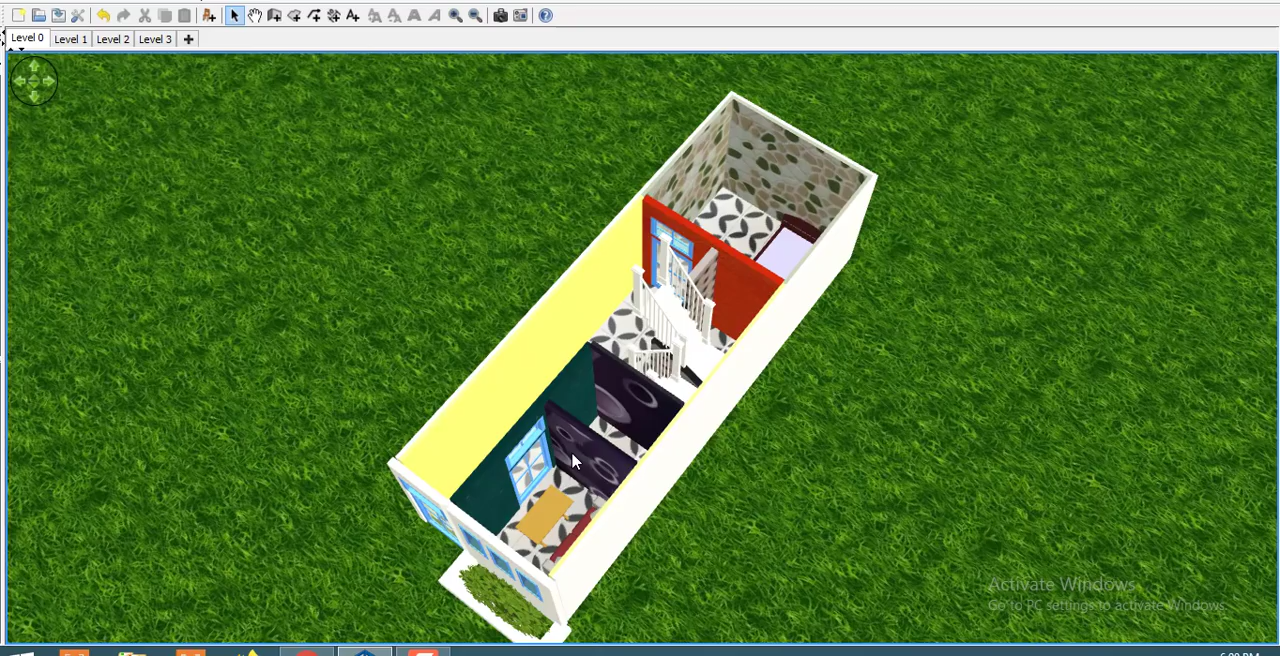 Level 0 Level 1 Level 2 Level 3
Activate Windows
Go to PC settings to activate Windows.